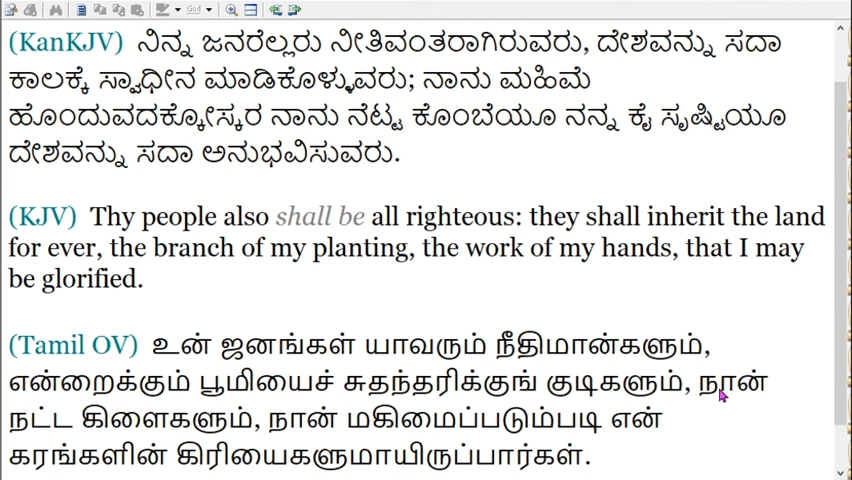 (KanKJV) ನಿನ್ನ ಜನರೆಲ್ಲರು ನೀತಿವಂತರಾಗಿರುವರು, ದೇಶವನ್ನು ಸದಾ
ಕಾಲಕ್ಕೆ ಸ್ವಾಧೀನ ಮಾಡಿಕೊಳ್ಳುವರು; ನಾನು ಮಹಿಮೆ
ಹೊಂದುವದಕ್ಕೋಸ್ಕರ ನಾನು ನೆಟ್ಟ ಕೊಂಬೆಯೂ ನನ್ನ ಕೈ ಸೃಷ್ಟಿಯೂ
ದೇಶವನ್ನು ಸದಾ ಅನುಭವಿಸುವರು.
(KJV) Thy people also shall be all righteous: they shall inherit the land
for ever, the branch of my planting, the work of my hands, that I may
be glorified.
(Tamil OV) உன் ஜனங்கள் யாவரும் நீதிமான்களும்,
என்றைக்கும் பூமியைச் சுதந்தரிக்குங் குடிகளும், நான்
நட்ட கிளைகளும், நான் மகிமைப்படும்படி என்
கரங்களின் கிரியைகளுமாயிருப்பார்கள்.